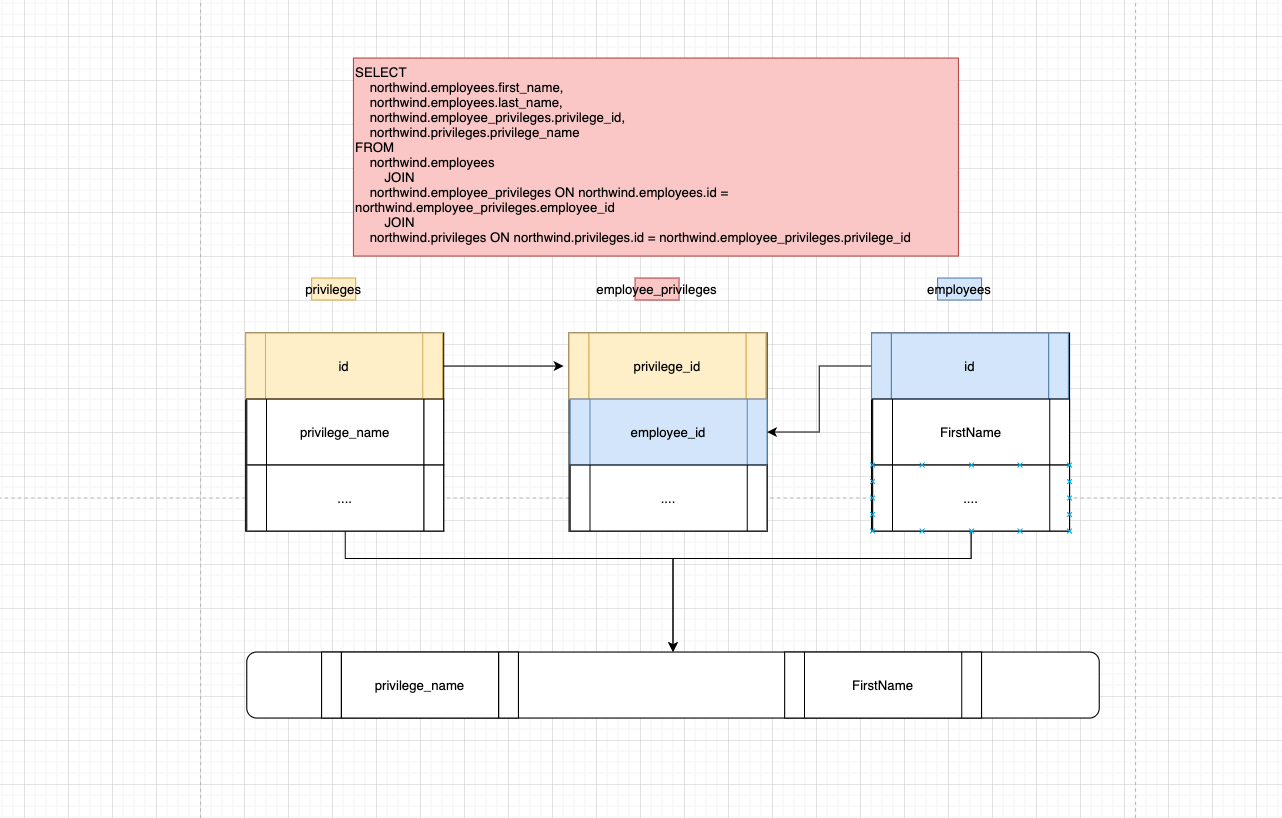 SELECT
northwind.employees.first_name,
northwind.employees.last_name,
northwind.employee_privileges.privilege_id,
northwind.privileges.privilege_name
FROM
northwind.employees
JOIN
northwind.employee_privileges ON northwind.employees.id =
northwind.employee_privileges.employee_id
JOIN
northwind.privileges ON northwind.privileges.id = northwind.employee_privileges.privilege_id
privileges
employee_privileges
employees
id
privilege_id
id
privilege_name
employee_id
FirstName
....
....
....
privilege_name
FirstName